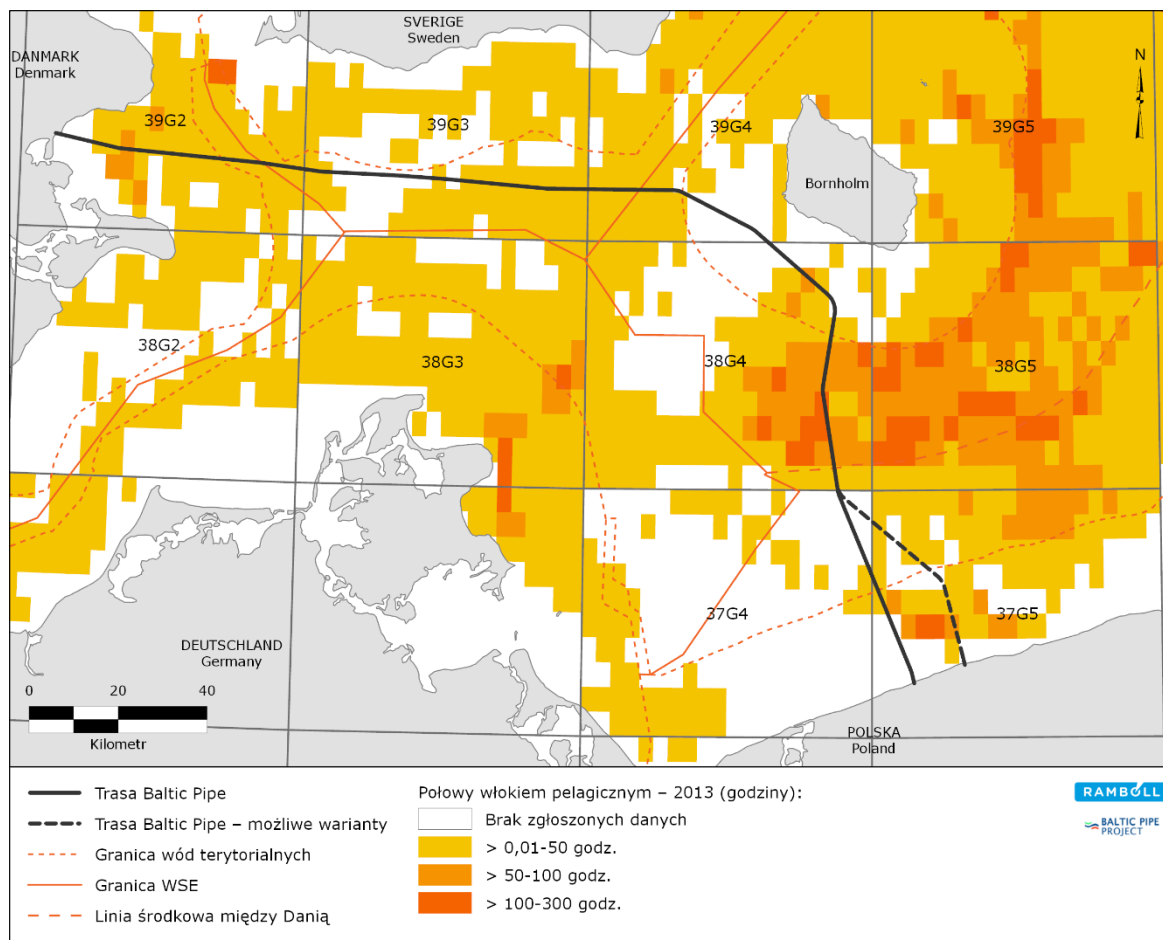 SVERIGE
Sweden
DANMARK
Denmark
N
39G2
39G3
39G4
39G5
Bornholm
38G2
38G3
38G4
38G5
37G4
37G5
DEUTSCHLAND
Germany
0 20 40
Kilometr
POLSKA
Poland
Trasa Baltic Pipe
Trasa Baltic Pipe – możliwe warianty
Granica wód terytorialnych
Granica WSE
Linia środkowa między Danią
Połowy włokiem pelagicznym – 2013 (godziny):
Brak zgłoszonych danych
> 0,01-50 godz.
> 50-100 godz.
> 100-300 godz.
RAMBOLL
BALTIC PIPE
PROJECT